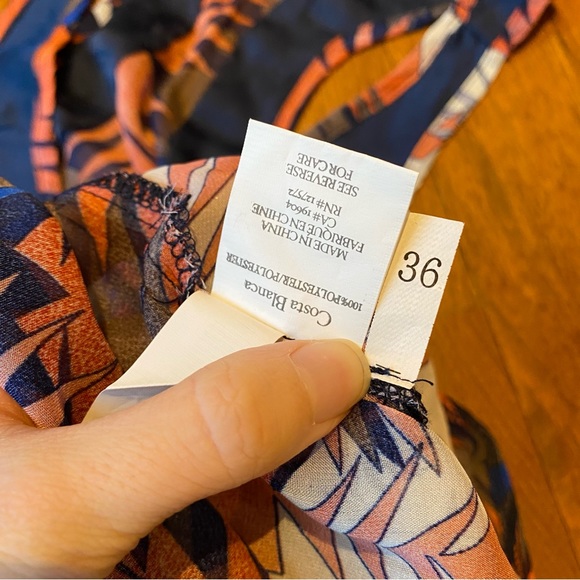 Costa Blanca
100% POLYESTER/POLYESTER
MADE IN CHINA
FABRIQUE EN CHINE
CA# 19604
RN# 127572
SEE REVERSE
FOR CARE
36